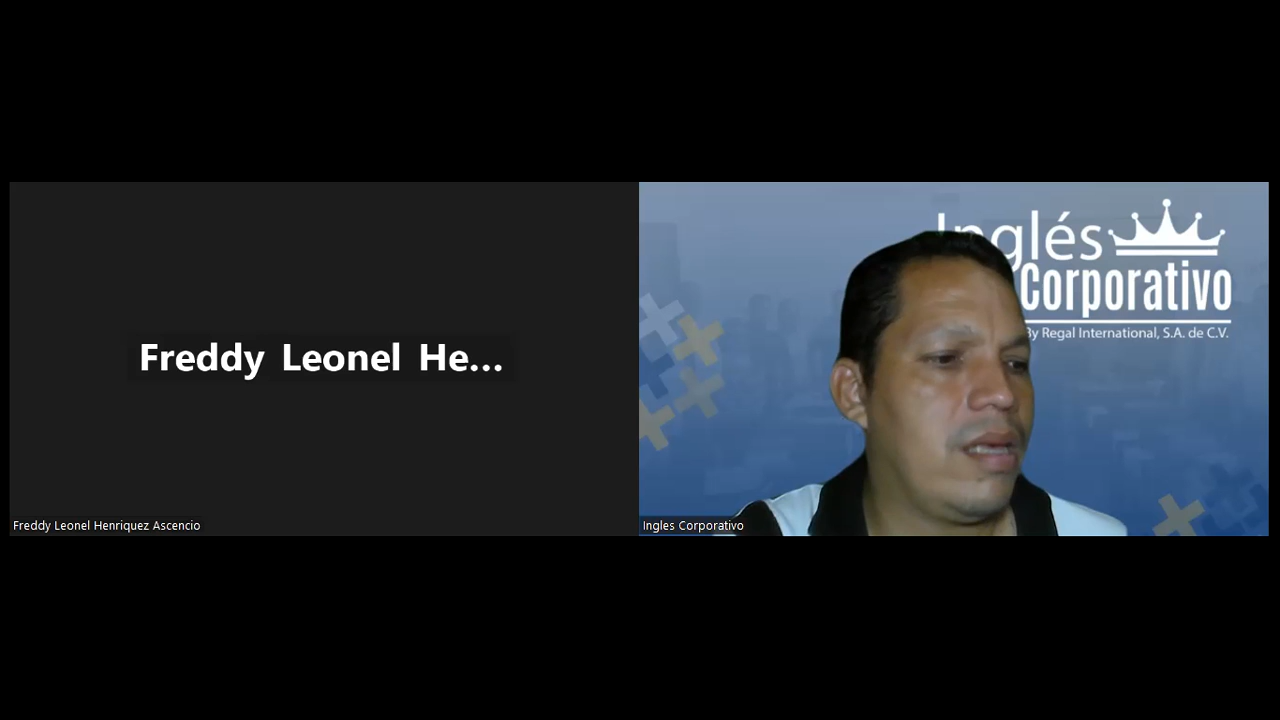 Freddy Leonel He...
Freddy Leonel Henriquez Ascencio
Inglés
Corporativo
By Regal International, S.A. de C.V.
Ingles Corporativo